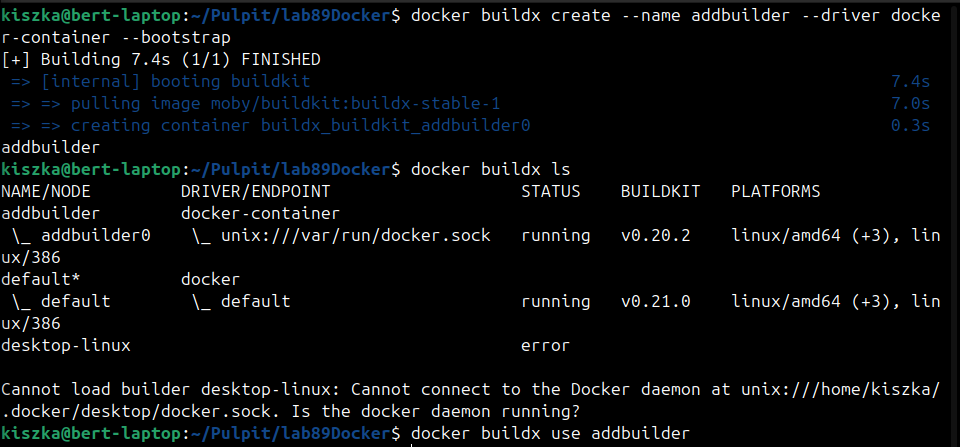 kiszka@bert-laptop:~/Pulpit/lab89Docker$ docker buildx create --name addbuilder --driver docke
r-container --bootstrap
[+] Building 7.4s (1/1) FINISHED
 => [internal] booting buildkit                                                          7.4s
 => => pulling image moby/buildkit:buildx-stable-1                                       7.0s
 => => creating container buildx_buildkit_addbuilder0                                    0.3s
addbuilder
kiszka@bert-laptop:~/Pulpit/lab89Docker$ docker buildx ls
NAME/NODE         DRIVER/ENDPOINT                   STATUS    BUILDKIT   PLATFORMS
addbuilder        docker-container
 \_ addbuilder0    \_ unix:///var/run/docker.sock   running   v0.20.2    linux/amd64 (+3), lin
ux/386
default*          docker
 \_ default        \_ default                       running   v0.21.0    linux/amd64 (+3), lin
ux/386
desktop-linux                                       error

Cannot load builder desktop-linux: Cannot connect to the Docker daemon at unix:///home/kiszka/
.docker/desktop/docker.sock. Is the docker daemon running?
kiszka@bert-laptop:~/Pulpit/lab89Docker$ docker buildx use addbuilder